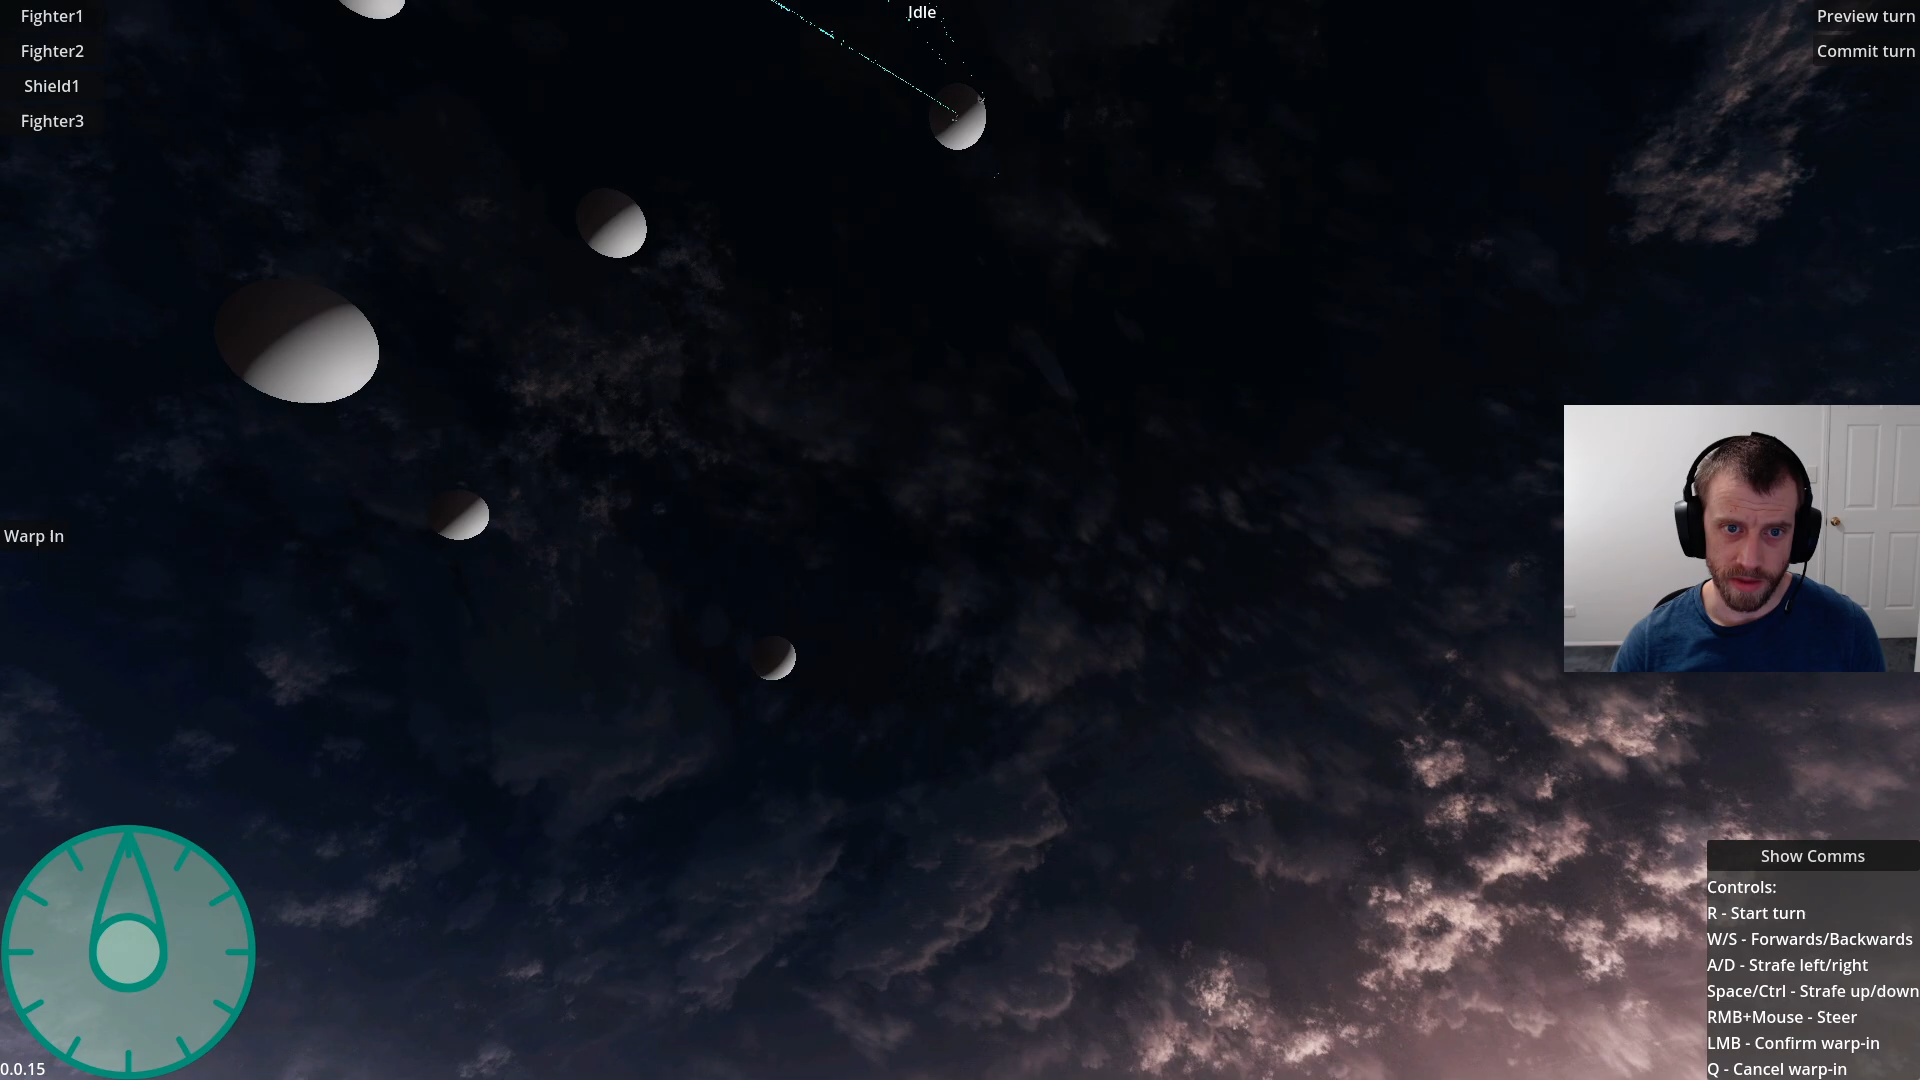 Fighter1
Fighter2
Shield1
Fighter3
Idle
Preview turn
Commit turn
Warp In
Show Comms
Controls:
R - Start turn
W/S - Forwards/Backwards
A/D - Strafe left/right
Space/Ctrl - Strafe up/down
RMB+Mouse - Steer
LMB - Confirm warp-in
Q - Cancel warp-in
0.0.15